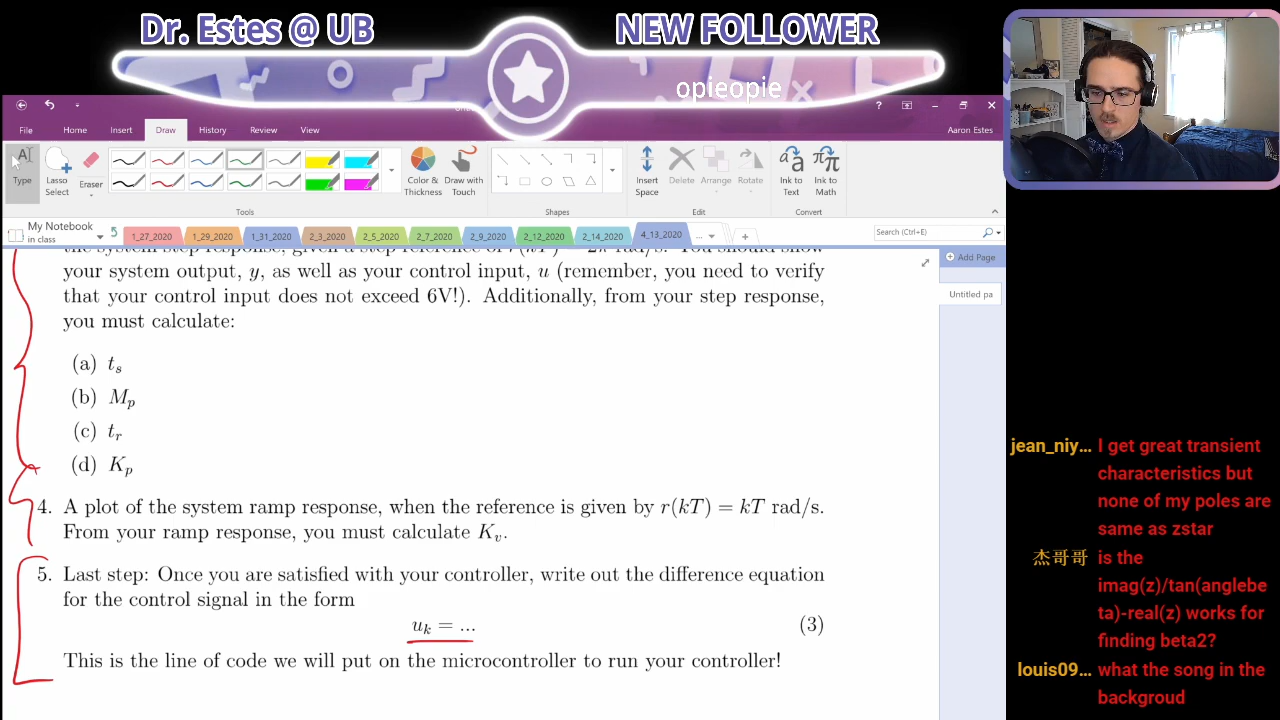 Dr. Estes @ UB
NEW FOLLOWER
opieopie
File
Home
Insert
Draw
History
Review
View
Aaron Estes
Type
Lasso
Select
Eraser
Color &
Thickness
Draw with
Touch
Insert
Space
Delete
Arrange
Rotate
Ink to
Text
Ink to
Math
Tools
Shapes
Edit
Convert
My Notebook
in class
1_27_2020
1_29_2020
1_31_2020
2_3_2020
2_5_2020
2_7_2020
2_9_2020
2_12_2020
2_14_2020
4_13_2020
...
Search (Ctrl+E)
Add Page
Untitled pa
your system output, y, as well as your control input, u (remember, you need to verify
that your control input does not exceed 6V!). Additionally, from your step response,
you must calculate:
(a) tₛ
(b) Mₚ
(c) tᵣ
(d) Kₚ
4. A plot of the system ramp response, when the reference is given by r(kT) = kT rad/s.
From your ramp response, you must calculate Kᵥ.
5. Last step: Once you are satisfied with your controller, write out the difference equation
for the control signal in the form
uₖ = ... (3)
This is the line of code we will put on the microcontroller to run your controller!
jean_niy... I get great transient
characteristics but
none of my poles are
same as zstar
杰哥哥 is the
imag(z)/tan(anglebe
ta)-real(z) works for
finding beta2?
louis09... what the song in the
backgroud